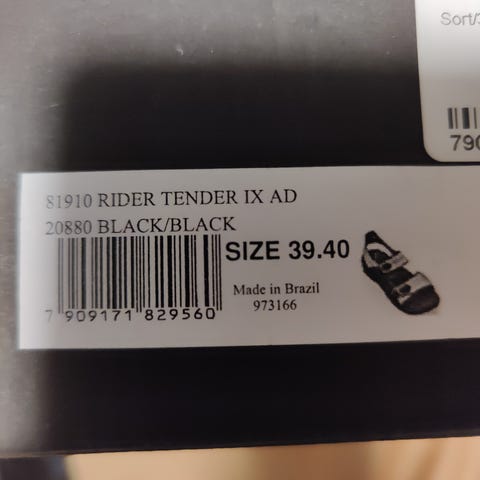 Sort/3
790
81910 RIDER TENDER IX AD
20880 BLACK/BLACK
SIZE 39.40
Made in Brazil
973166
7 909171 829560